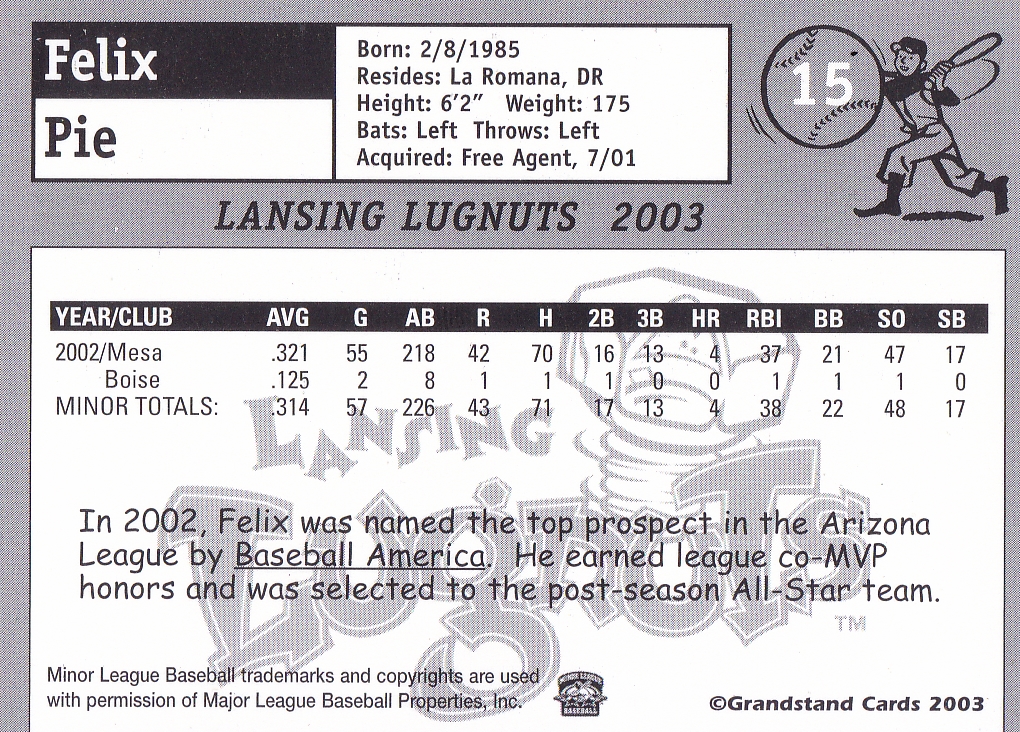 Felix
Pie
Born: 2/8/1985
Resides: La Romana, DR
Height: 6'2" Weight: 175
Bats: Left Throws: Left
Acquired: Free Agent, 7/01
15
LANSING LUGNUTS 2003
YEAR/CLUB AVG G AB R H 2B 3B HR RBI BB SO SB
2002/Mesa .321 55 218 42 70 16 13 4 37 21 47 17
Boise .125 2 8 1 1 1 0 0 1 1 1 0
MINOR TOTALS: .314 57 226 43 71 17 13 4 38 22 48 17
LANSING
LUGNUTS
In 2002, Felix was named the top prospect in the Arizona
League by Baseball America. He earned league co-MVP
honors and was selected to the post-season All-Star team.
TM
Minor League Baseball trademarks and copyrights are used
with permission of Major League Baseball Properties, Inc.
MINOR LEAGUE
BASEBALL
©Grandstand Cards 2003